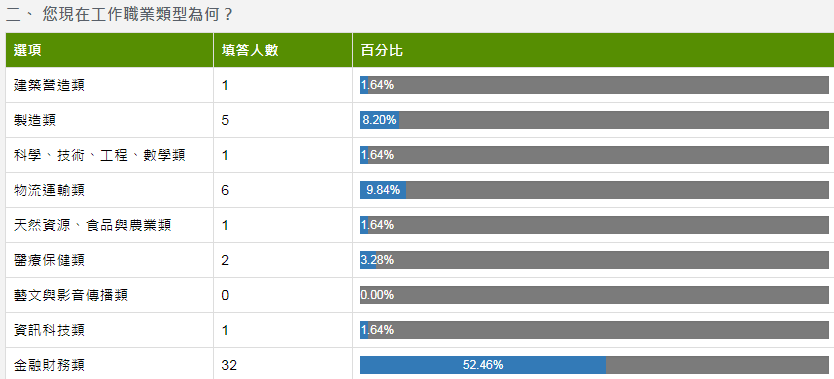 二、 您現在工作職業類型為何？
選項 填答人數 百分比
建築營造類 1 1.64%
製造類 5 8.20%
科學、技術、工程、數學類 1 1.64%
物流運輸類 6 9.84%
天然資源、食品與農業類 1 1.64%
醫療保健類 2 3.28%
藝文與影音傳播類 0 0.00%
資訊科技類 1 1.64%
金融財務類 32 52.46%